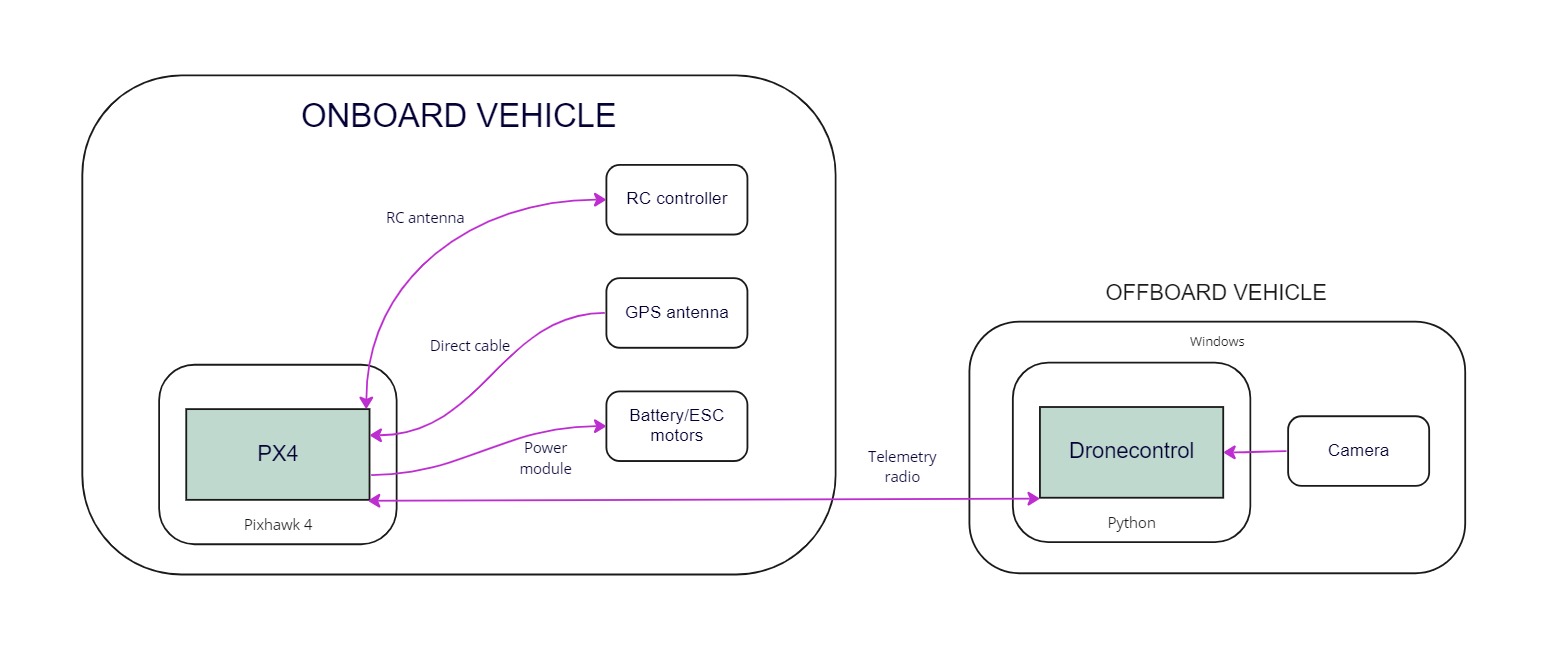 ONBOARD VEHICLE
RC controller
RC antenna
GPS antenna
Direct cable
Battery/ESC
motors
Power
module
PX4
Pixhawk 4
Telemetry
radio
OFFBOARD VEHICLE
Windows
Dronecontrol
Python
Camera